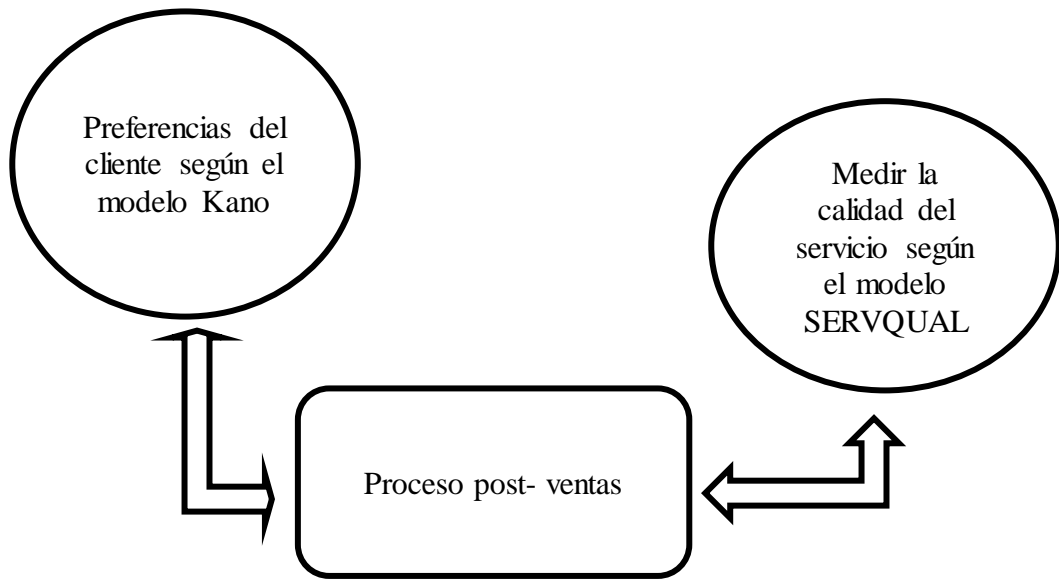 Preferencias del
cliente según el
modelo Kano
Medir la
calidad del
servicio según
el modelo
SERVQUAL
Proceso post- ventas